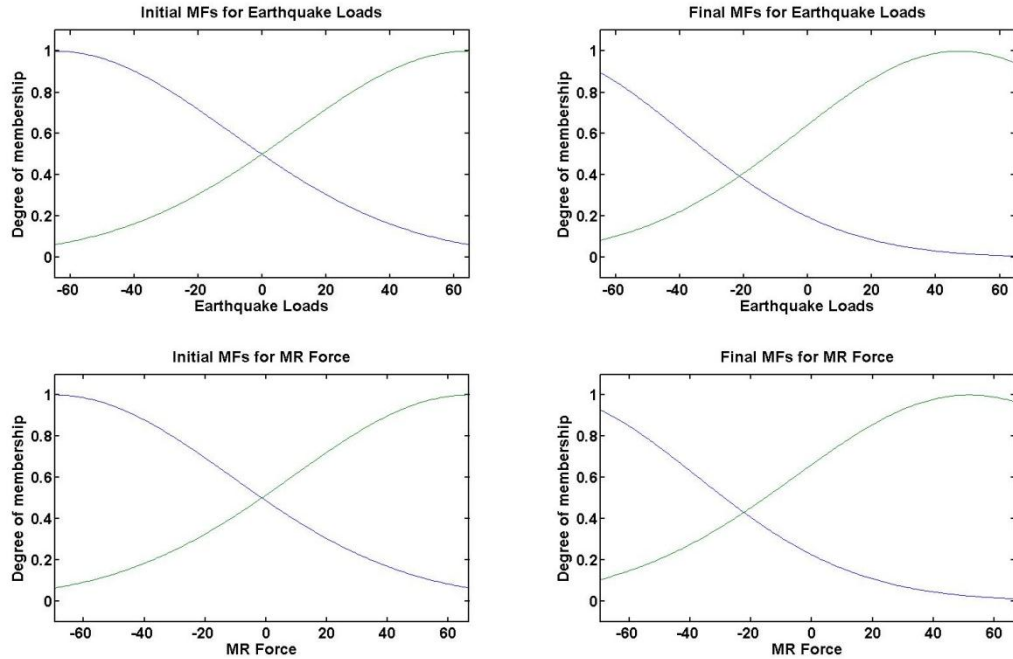 Initial MFs for Earthquake Loads
Degree of membership
1
0.8
0.6
0.4
0.2
0
-60 -40 -20 0 20 40 60
Earthquake Loads
Final MFs for Earthquake Loads
Degree of membership
1
0.8
0.6
0.4
0.2
0
-60 -40 -20 0 20 40 60
Earthquake Loads
Initial MFs for MR Force
Degree of membership
1
0.8
0.6
0.4
0.2
0
-60 -40 -20 0 20 40 60
MR Force
Final MFs for MR Force
Degree of membership
1
0.8
0.6
0.4
0.2
0
-60 -40 -20 0 20 40 60
MR Force